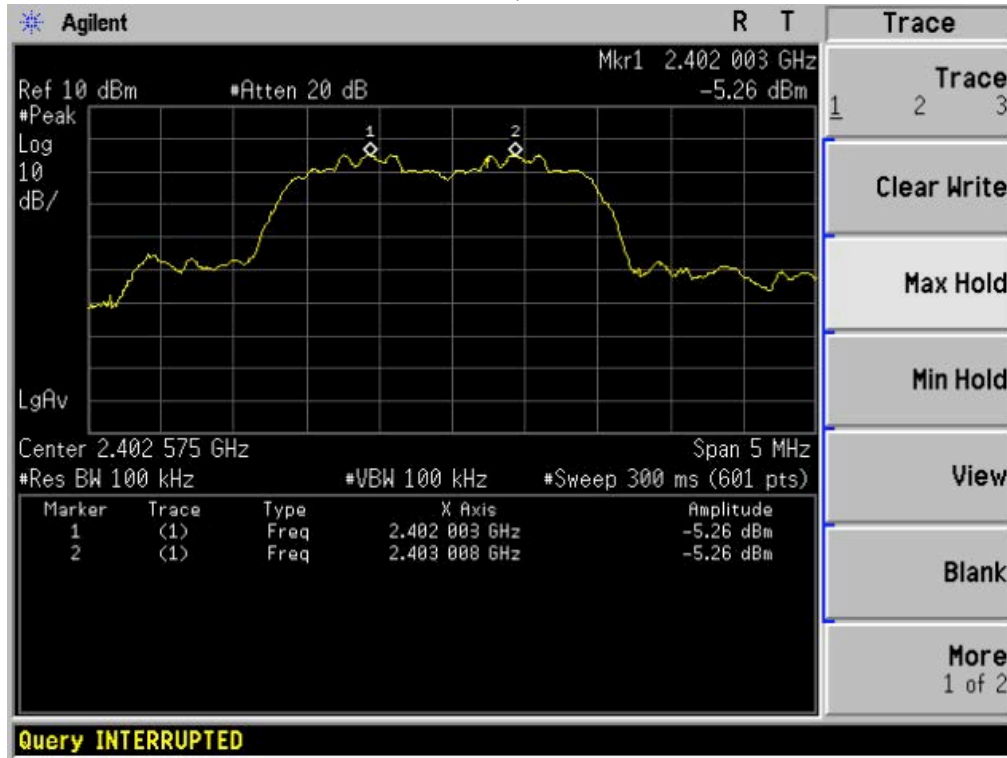 Agilent R T Trace
Mkr1 2.402 003 GHz
Ref 10 dBm #Atten 20 dB -5.26 dBm
#Peak
Log
10
dB/
1 2
LgAv
Center 2.402 575 GHz Span 5 MHz
#Res BW 100 kHz #VBW 100 kHz #Sweep 300 ms (601 pts)
Marker Trace Type X Axis Amplitude
1 (1) Freq 2.402 003 GHz -5.26 dBm
2 (1) Freq 2.403 008 GHz -5.26 dBm
Query INTERRUPTED
Trace
1 2 3
Clear Write
Max Hold
Min Hold
View
Blank
More
1 of 2